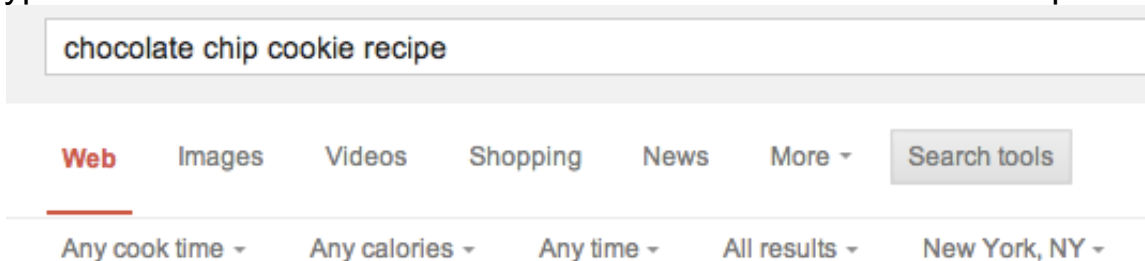 chocolate chip cookie recipe
Web Images Videos Shopping News More Search tools
Any cook time Any calories Any time All results New York, NY